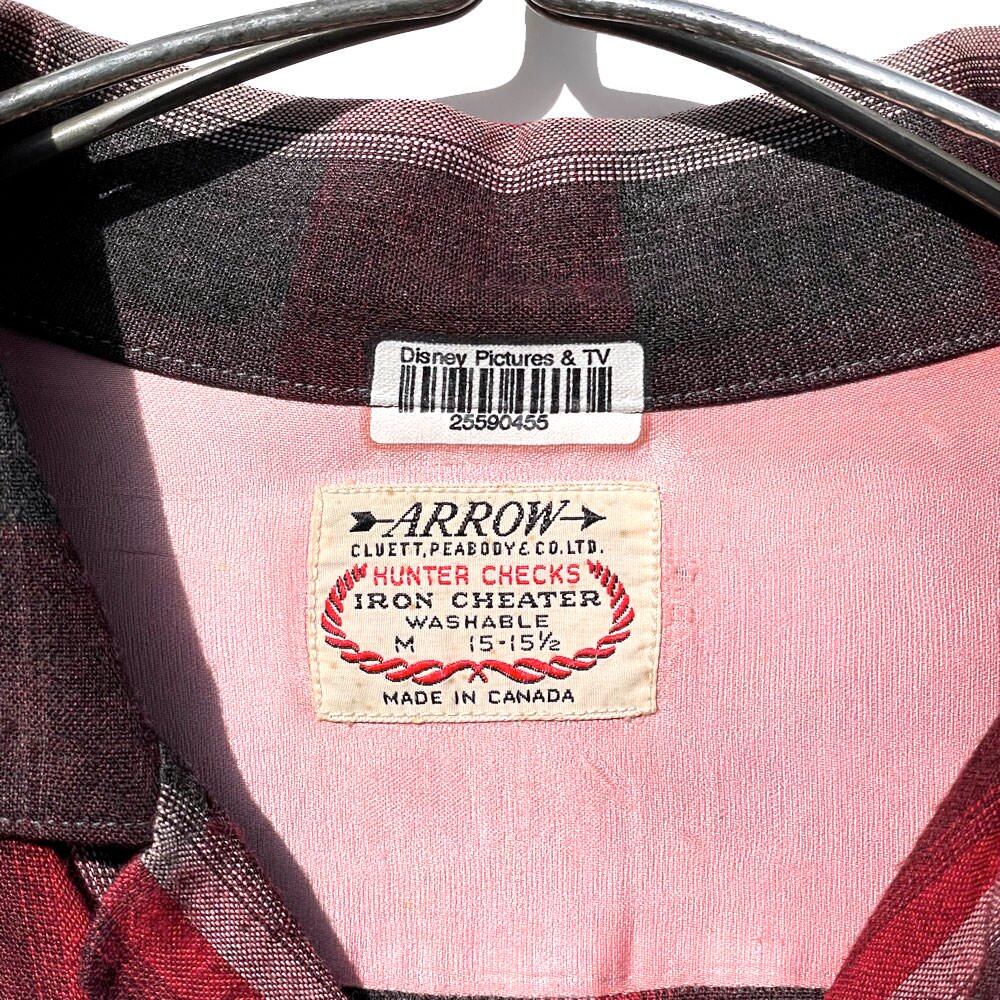 Disney Pictures & TV
25590455
ARROW
CLUETT, PEABODY & CO. LTD.
HUNTER CHECKS
IRON CHEATER
WASHABLE
M 15-15½
MADE IN CANADA